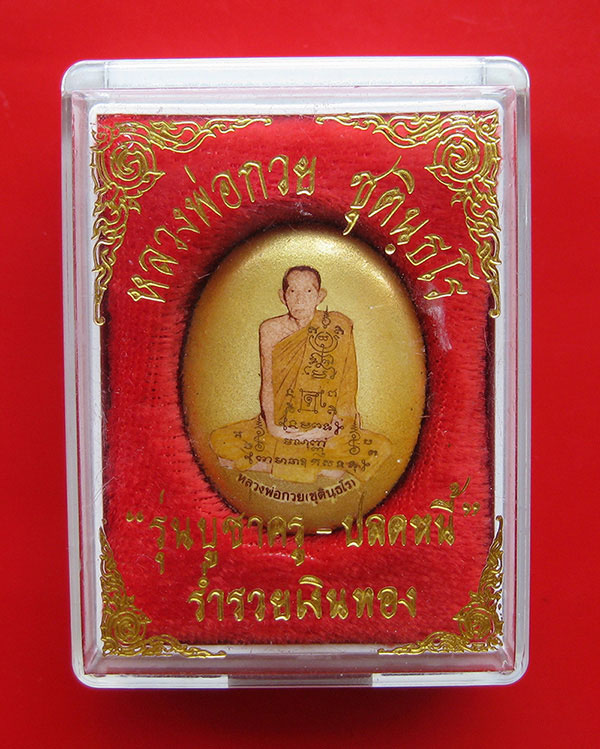 หลวงพ่อกวย ชุตินฺธโร
หลวงพ่อกวย(ชุตินฺธโร)
"รุ่นบูชาครู - ปลดหนี้"
ร่ำรวยเงินทอง